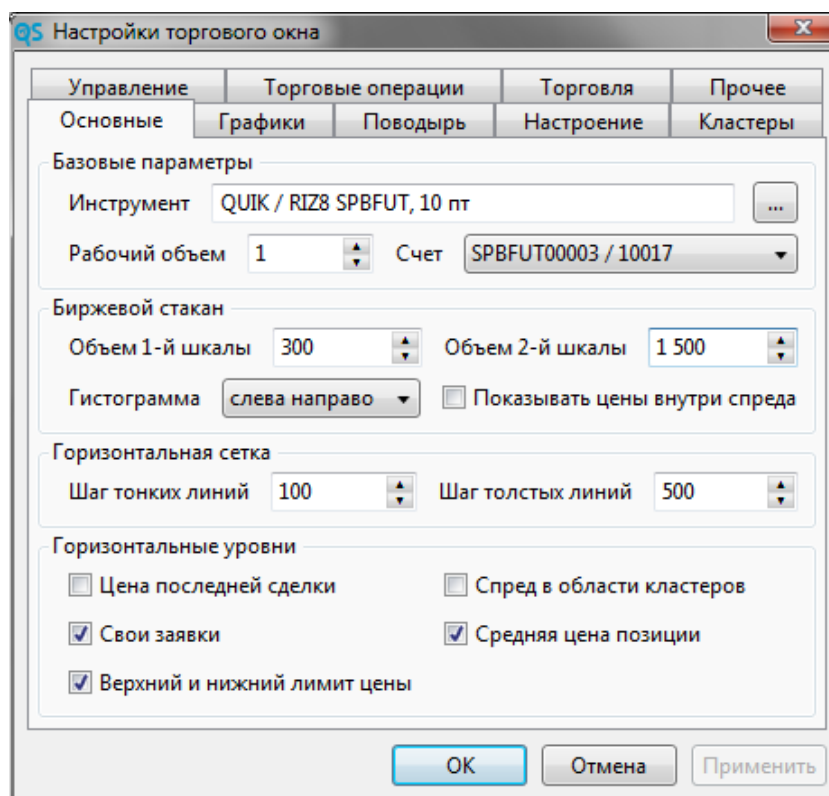 QS Настройки торгового окна
Управление Торговые операции Торговля Прочее
Основные Графики Поводырь Настроение Кластеры
Базовые параметры
Инструмент QUIK / RIZ8 SPBFUT, 10 пт ...
Рабочий объем 1 Счет SPBFUT00003 / 10017
Биржевой стакан
Объем 1-й шкалы 300 Объем 2-й шкалы 1 500
Гистограмма слева направо Показывать цены внутри спреда
Горизонтальная сетка
Шаг тонких линий 100 Шаг толстых линий 500
Горизонтальные уровни
Цена последней сделки Спред в области кластеров
Свои заявки Средняя цена позиции
Верхний и нижний лимит цены
OK Отмена Применить